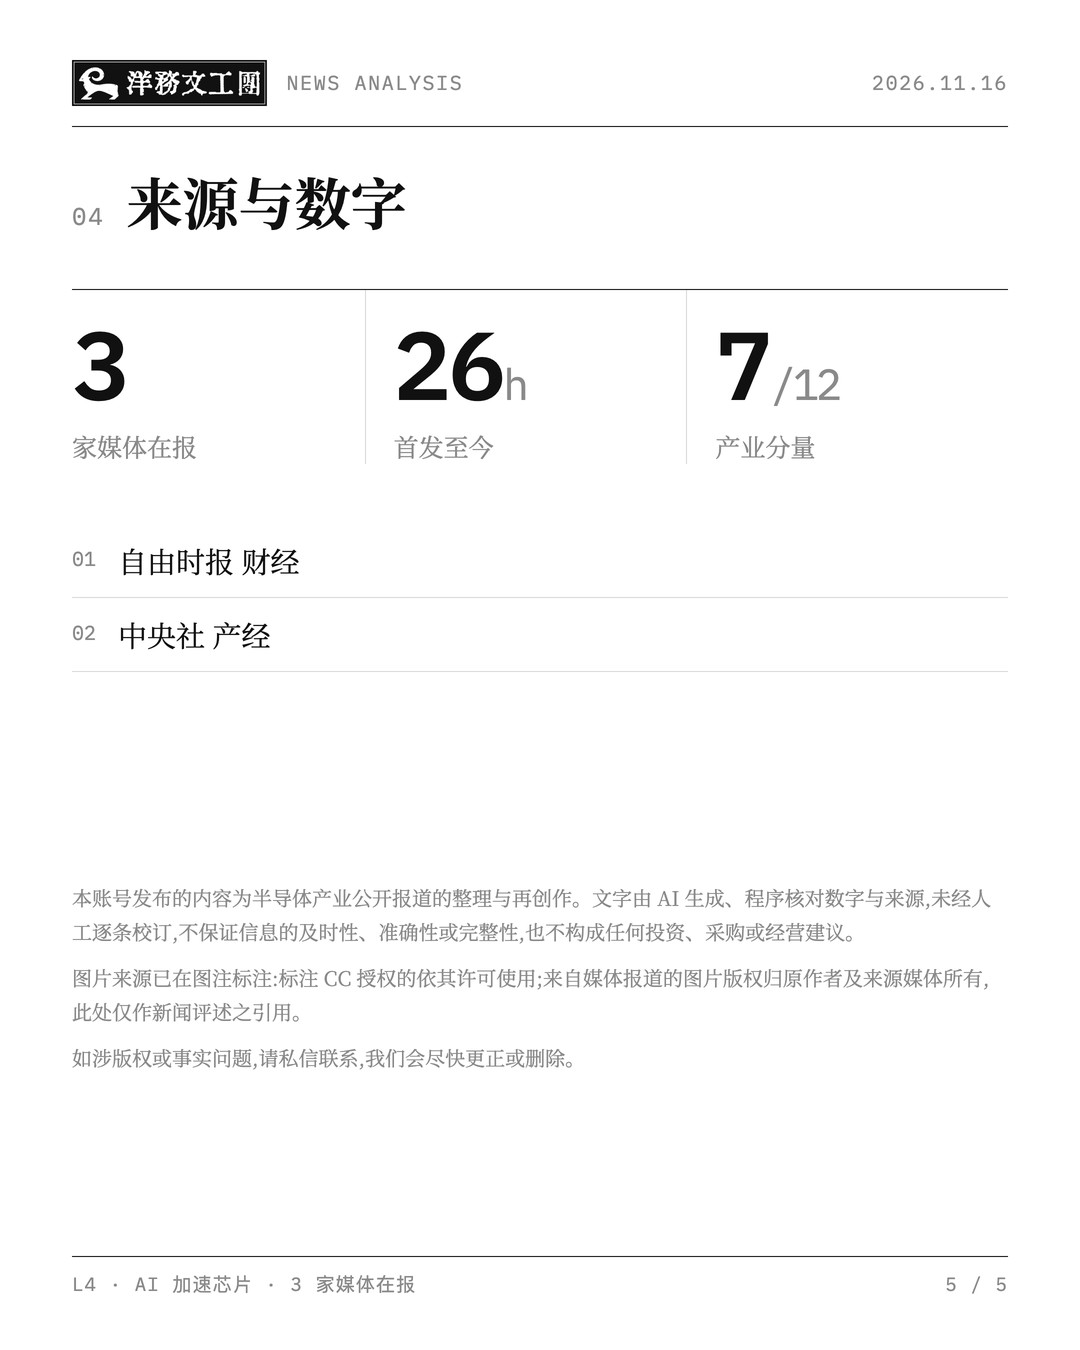 洋務文工團 NEWS ANALYSIS 2026.11.16
04 来源与数字
3 26h 7/12
家媒体在报 首发至今 产业分量
01 自由时报 财经
02 中央社 产经
本账号发布的内容为半导体产业公开报道的整理与再创作。文字由 AI 生成、程序核对数字与来源,未经人
工逐条校订,不保证信息的及时性、准确性或完整性,也不构成任何投资、采购或经营建议。
图片来源已在图注标注:标注 CC 授权的依其许可使用;来自媒体报道的图片版权归原作者及来源媒体所有,
此处仅作新闻评述之引用。
如涉版权或事实问题,请私信联系,我们会尽快更正或删除。
L4 · AI 加速芯片 · 3 家媒体在报 5 / 5